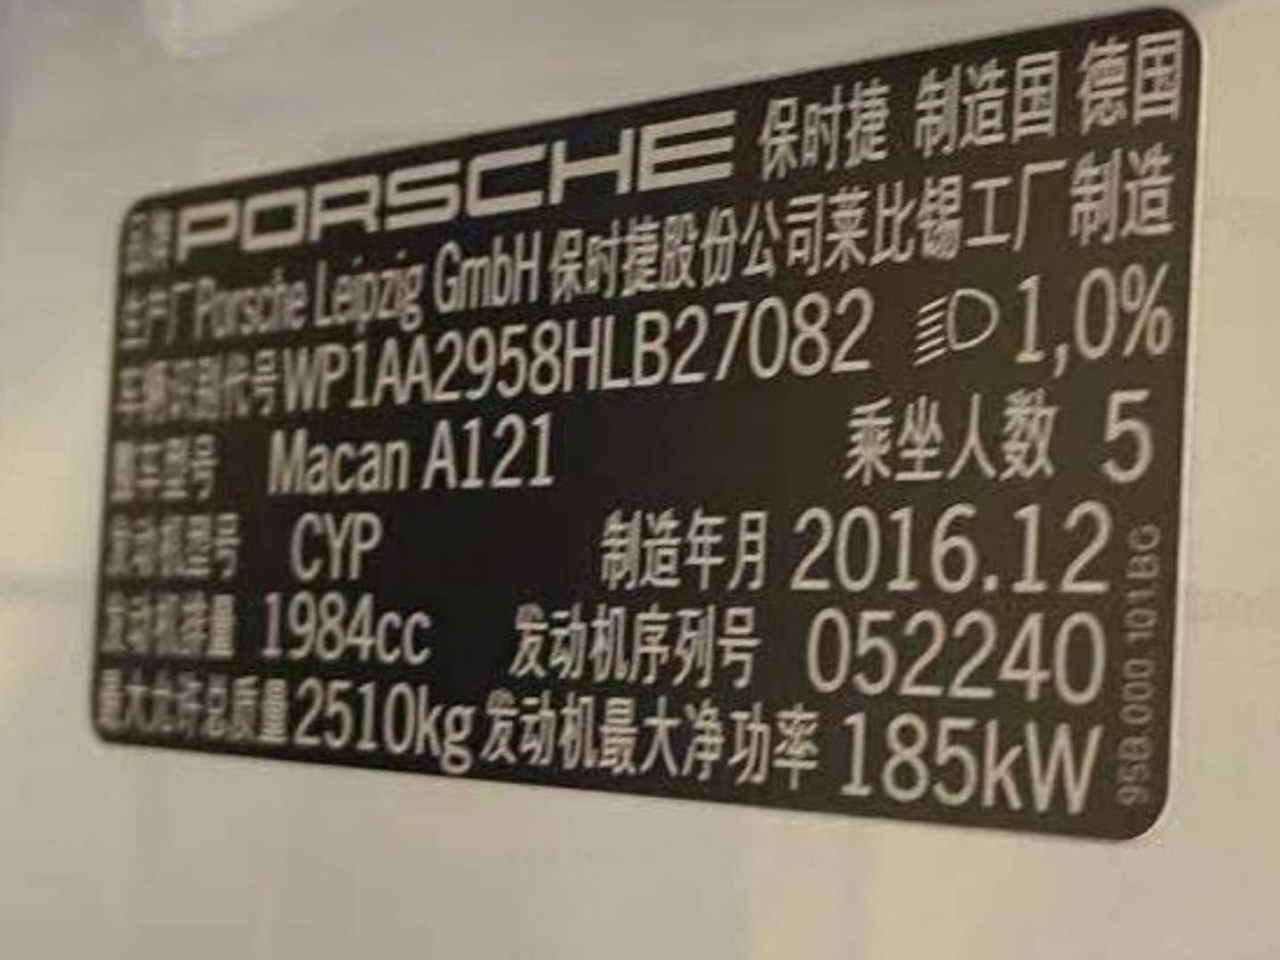 品牌 PORSCHE 保时捷 制造国 德国
生产厂 Porsche Leipzig GmbH 保时捷股份公司莱比锡工厂制造
车辆识别代号 WP1AA2958HLB27082 1,0%
整车型号 Macan A121 乘坐人数 5
发动机型号 CYP 制造年月 2016.12
发动机排量 1984cc 发动机序列号 052240
最大允许总质量 2510kg 发动机最大净功率 185kW
95B.000.101.BG